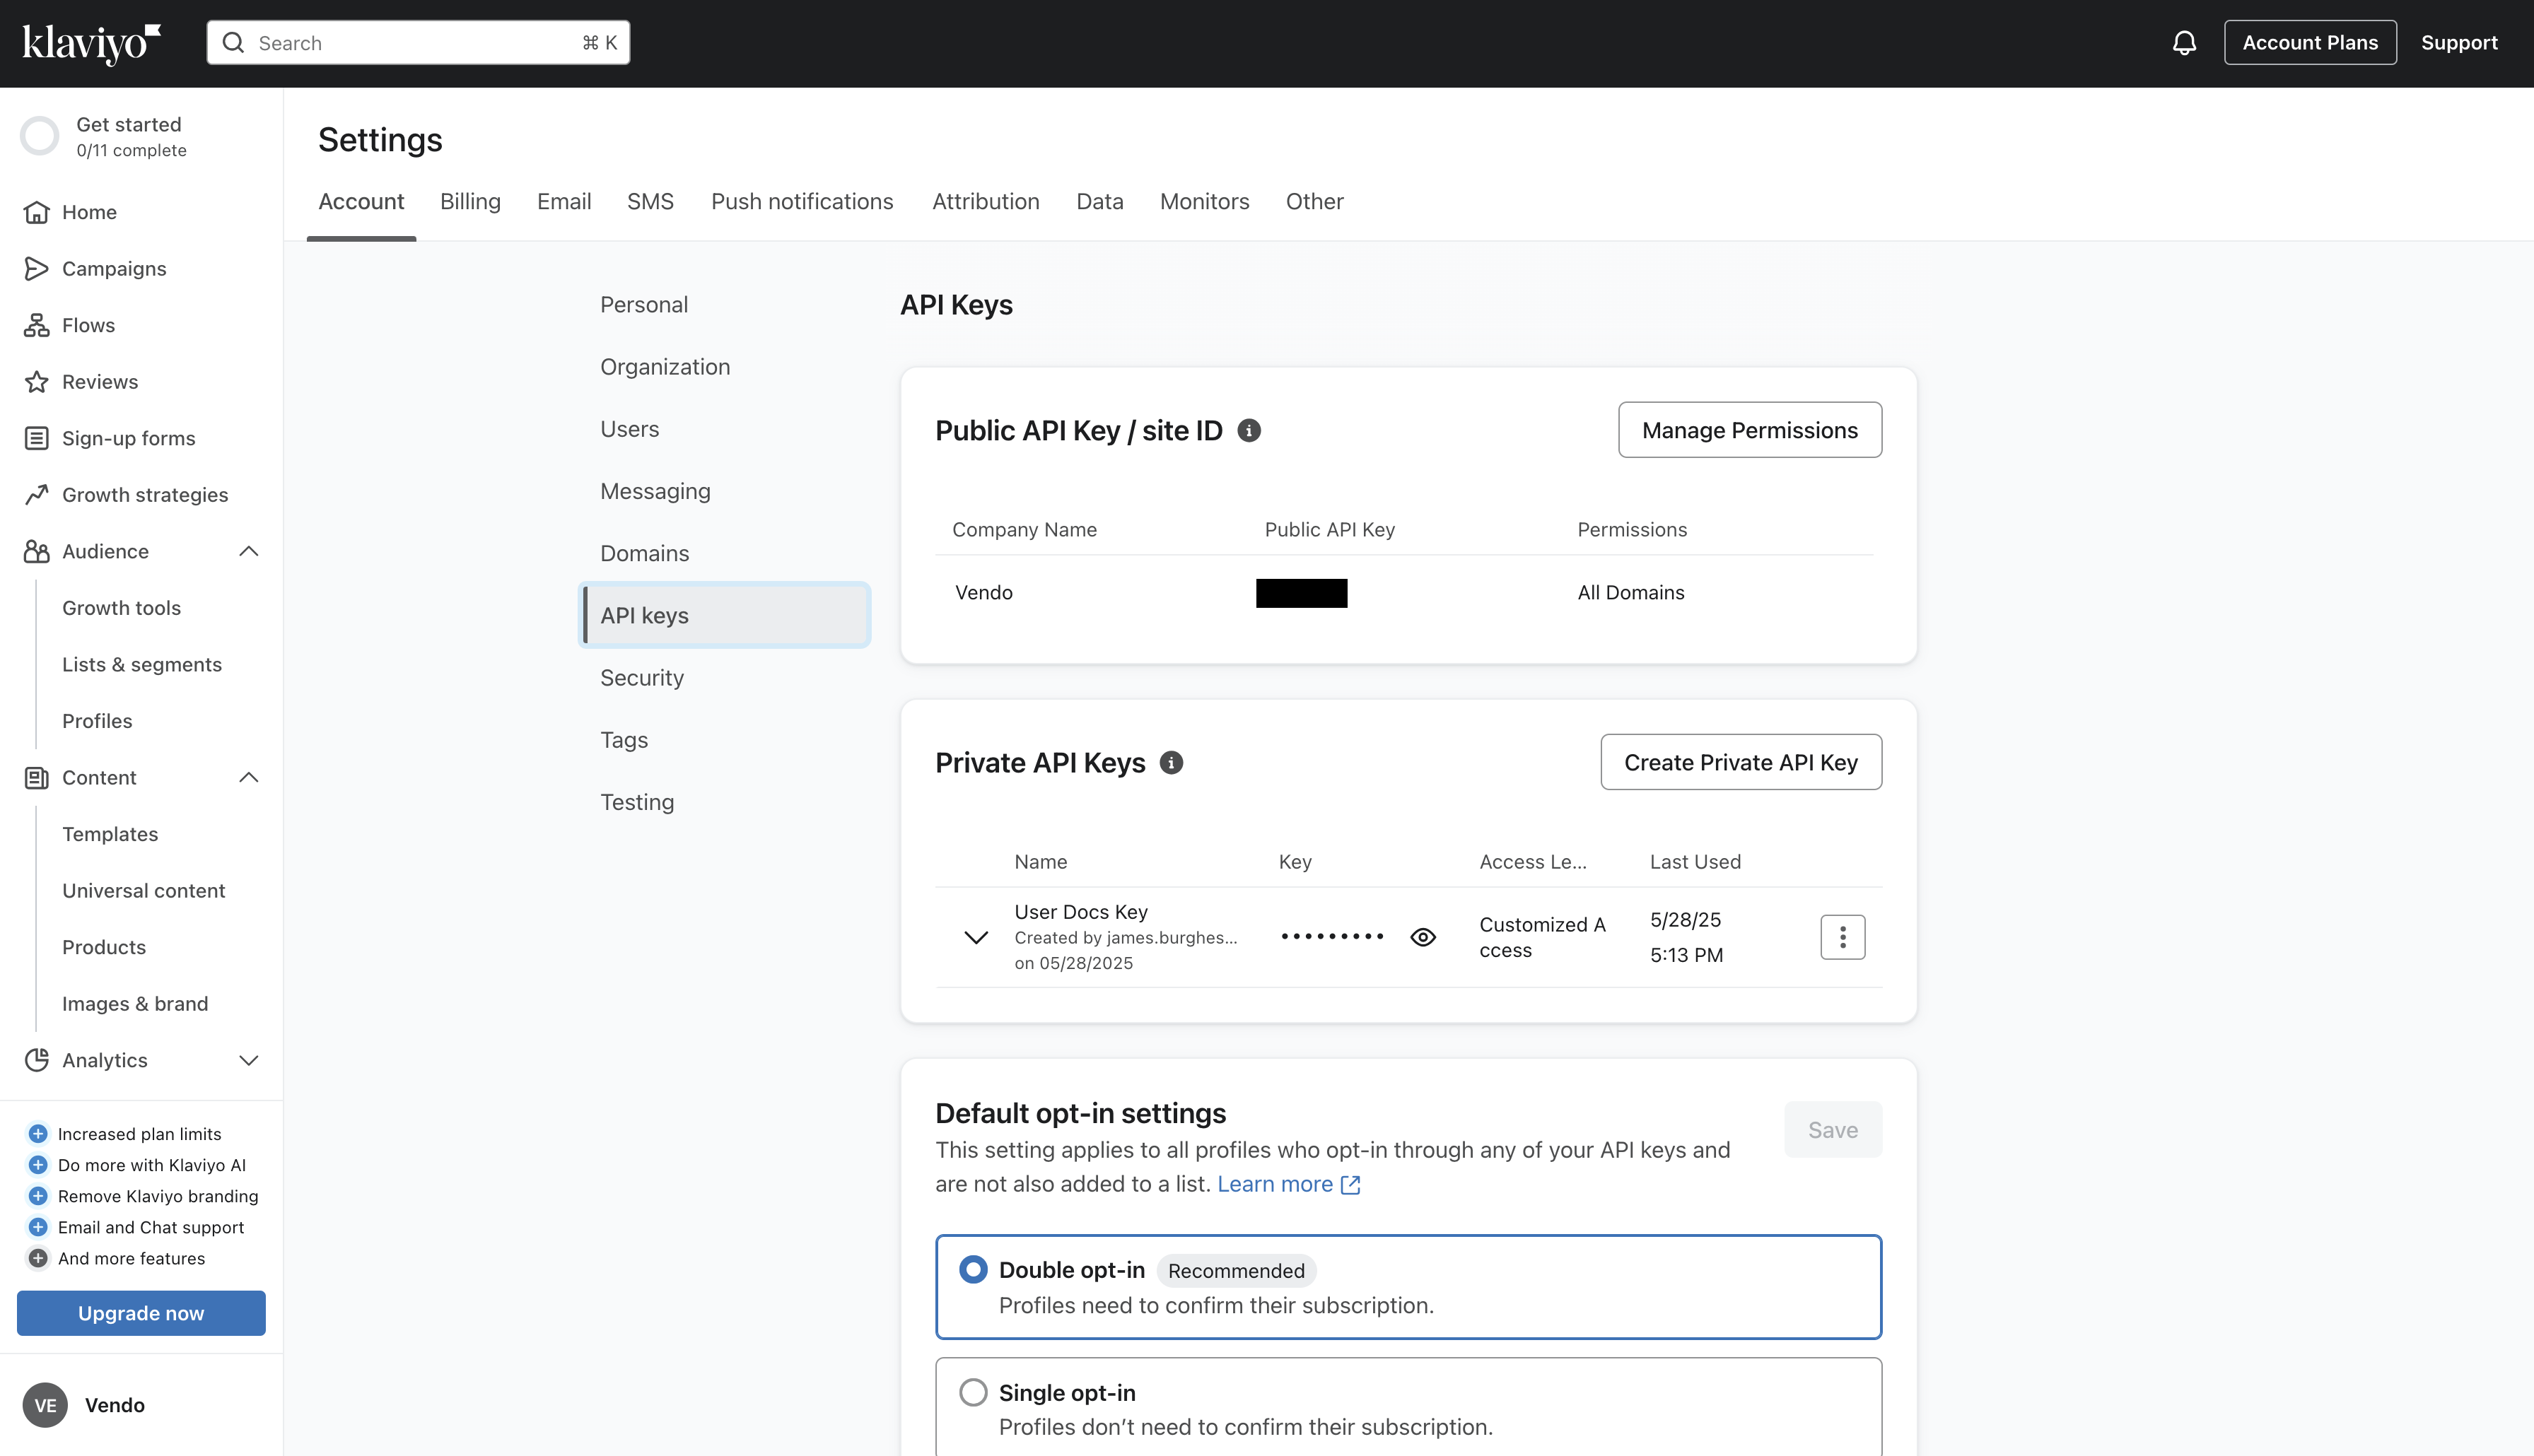 klaviyo
Search
⌘ K
Account Plans
Support
Get started
0/11 complete
Home
Campaigns
Flows
Reviews
Sign-up forms
Growth strategies
Audience
Growth tools
Lists & segments
Profiles
Content
Templates
Universal content
Products
Images & brand
Analytics
Increased plan limits
Do more with Klaviyo AI
Remove Klaviyo branding
Email and Chat support
And more features
Upgrade now
VE Vendo
Settings
Account Billing Email SMS Push notifications Attribution Data Monitors Other
Personal
Organization
Users
Messaging
Domains
API keys
Security
Tags
Testing
API Keys
Public API Key / site ID
Manage Permissions
Company Name Public API Key Permissions
Vendo All Domains
Private API Keys
Create Private API Key
Name Key Access Le... Last Used
User Docs Key
Created by james.burghes...
on 05/28/2025
•••••••••
Customized A
ccess
5/28/25
5:13 PM
Default opt-in settings
Save
This setting applies to all profiles who opt-in through any of your API keys and
are not also added to a list. Learn more
Double opt-in Recommended
Profiles need to confirm their subscription.
Single opt-in
Profiles don’t need to confirm their subscription.